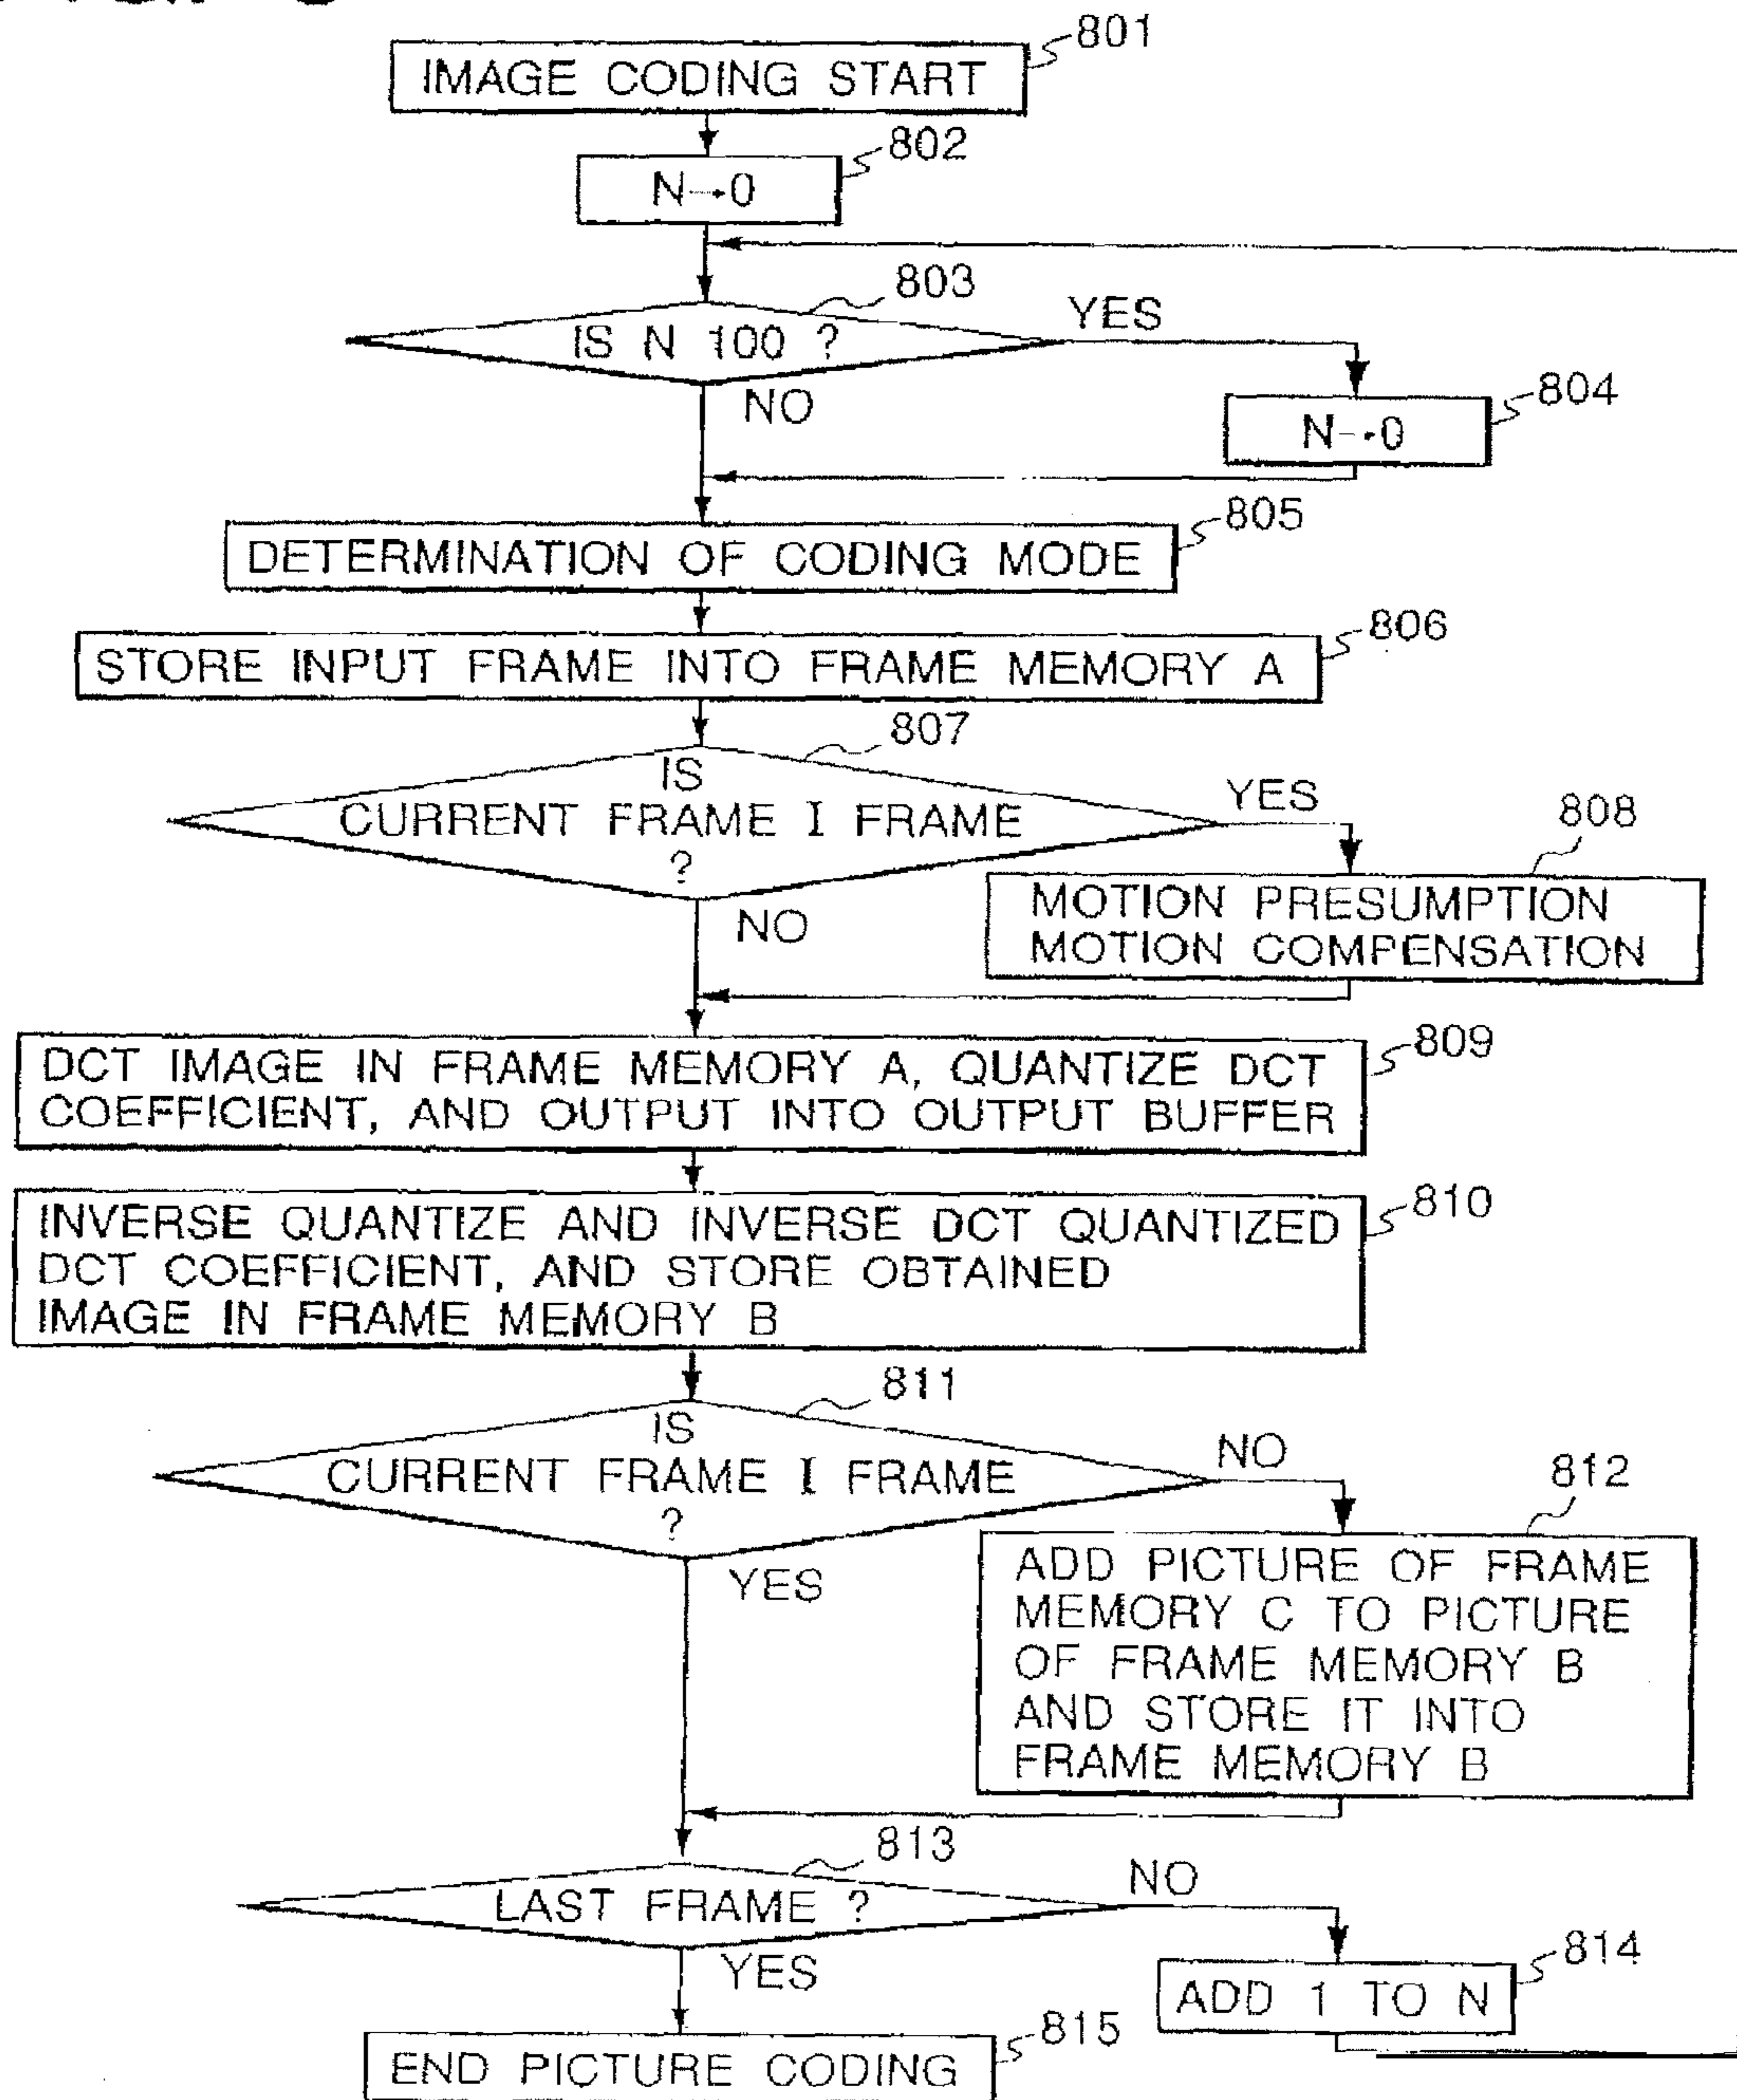 801
IMAGE CODING START
802
N→0
803
IS N 100 ?
YES
NO
804
N→0
805
DETERMINATION OF CODING MODE
806
STORE INPUT FRAME INTO FRAME MEMORY A
807
IS
CURRENT FRAME I FRAME
?
YES
NO
808
MOTION PRESUMPTION
MOTION COMPENSATION
809
DCT IMAGE IN FRAME MEMORY A, QUANTIZE DCT
COEFFICIENT, AND OUTPUT INTO OUTPUT BUFFER
810
INVERSE QUANTIZE AND INVERSE DCT QUANTIZED
DCT COEFFICIENT, AND STORE OBTAINED
IMAGE IN FRAME MEMORY B
811
IS
CURRENT FRAME I FRAME
?
NO
YES
812
ADD PICTURE OF FRAME
MEMORY C TO PICTURE
OF FRAME MEMORY B
AND STORE IT INTO
FRAME MEMORY B
813
LAST FRAME ?
NO
YES
814
ADD 1 TO N
815
END PICTURE CODING